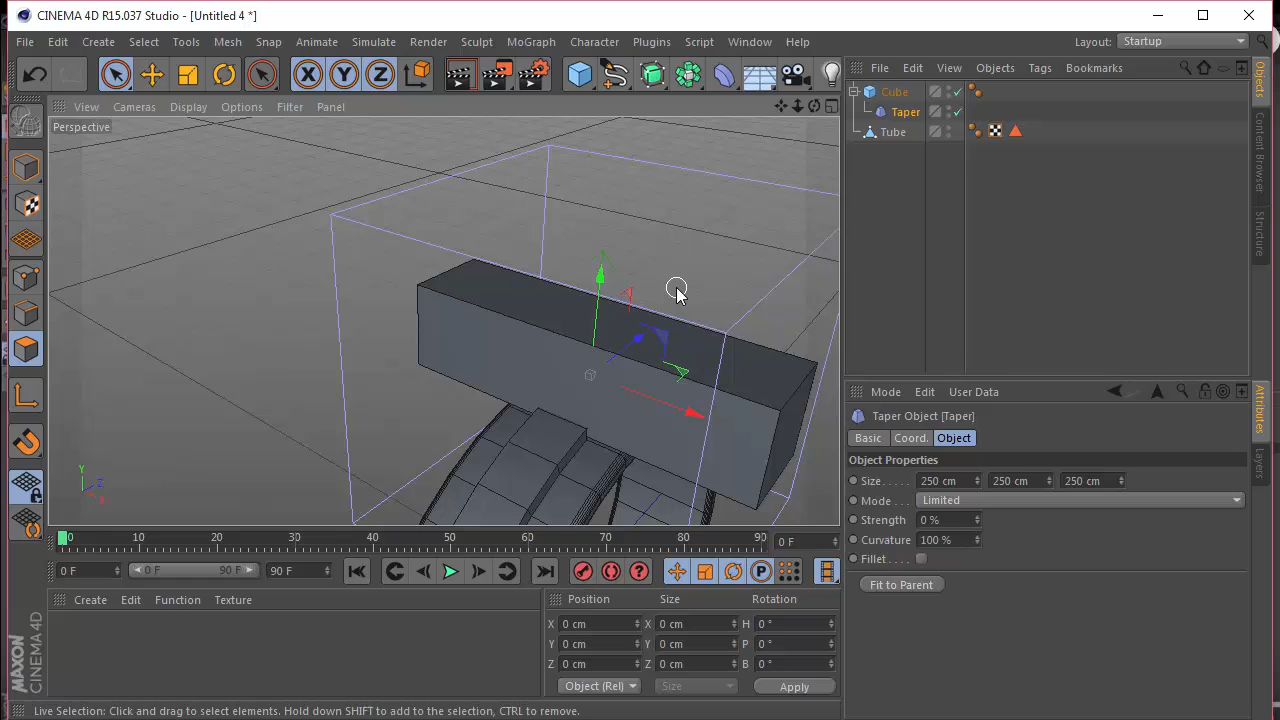 CINEMA 4D R15.037 Studio - [Untitled 4 *]
File Edit Create Select Tools Mesh Snap Animate Simulate Render Sculpt MoGraph Character Plugins Script Window Help Layout: Startup
X Y Z
View Cameras Display Options Filter Panel
Perspective
Y
Z
X
File Edit View Objects Tags Bookmarks
Cube
Taper
Tube
Objects
Content Browser
Structure
Mode Edit User Data
Taper Object [Taper]
Basic Coord. Object
Object Properties
Size 250 cm 250 cm 250 cm
Mode Limited
Strength 0 %
Curvature 100 %
Fillet
Fit to Parent
Attributes
Layers
0 10 20 30 40 50 60 70 80 90 0 F
0 F 0 F 90 F 90 F
P
Create Edit Function Texture
Position Size Rotation
X 0 cm X 0 cm H 0 °
Y 0 cm Y 0 cm P 0 °
Z 0 cm Z 0 cm B 0 °
Object (Rel) Size Apply
MAXON
CINEMA 4D
Live Selection: Click and drag to select elements. Hold down SHIFT to add to the selection, CTRL to remove.